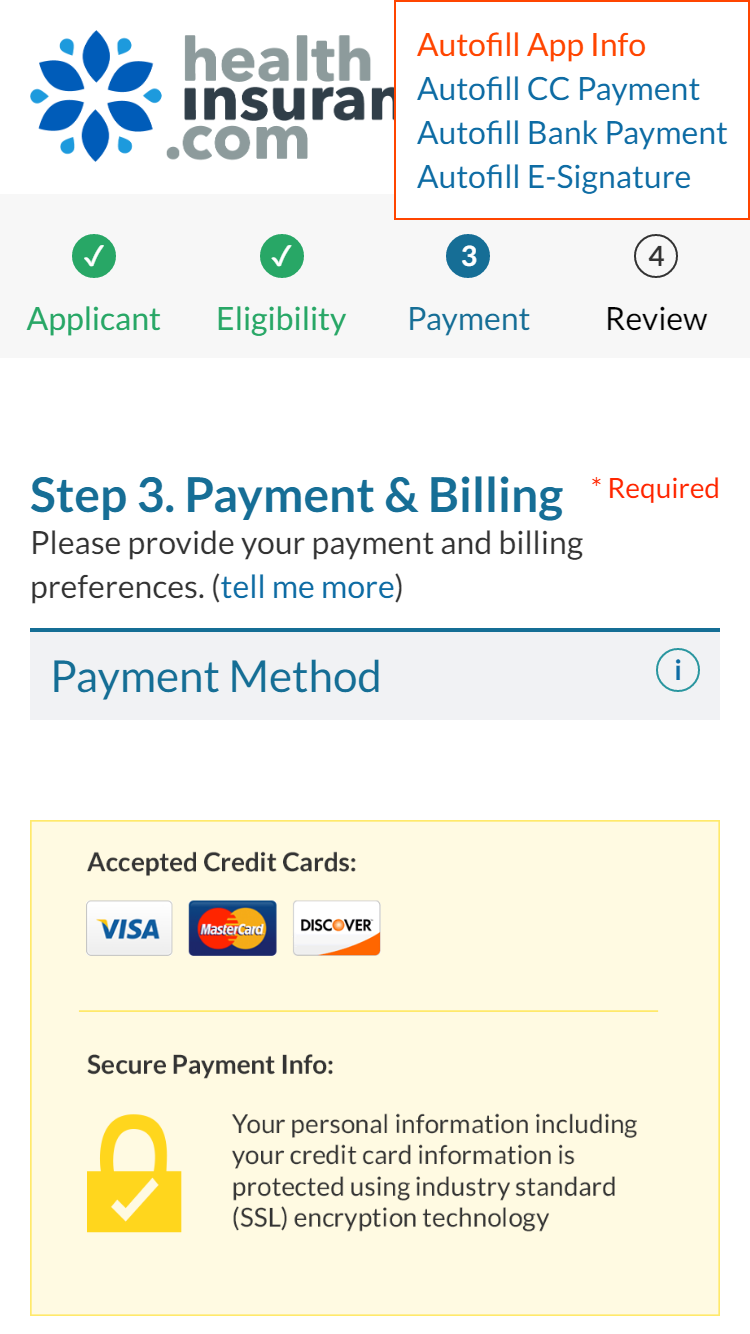 health
insuran
.com
Autofill App Info
Autofill CC Payment
Autofill Bank Payment
Autofill E-Signature
3
4
Applicant
Eligibility
Payment
Review
Step 3. Payment & Billing
* Required
Please provide your payment and billing
preferences. (tell me more)
Payment Method
i
Accepted Credit Cards:
VISA
MasterCard
DISCOVER
Secure Payment Info:
Your personal information including
your credit card information is
protected using industry standard
(SSL) encryption technology